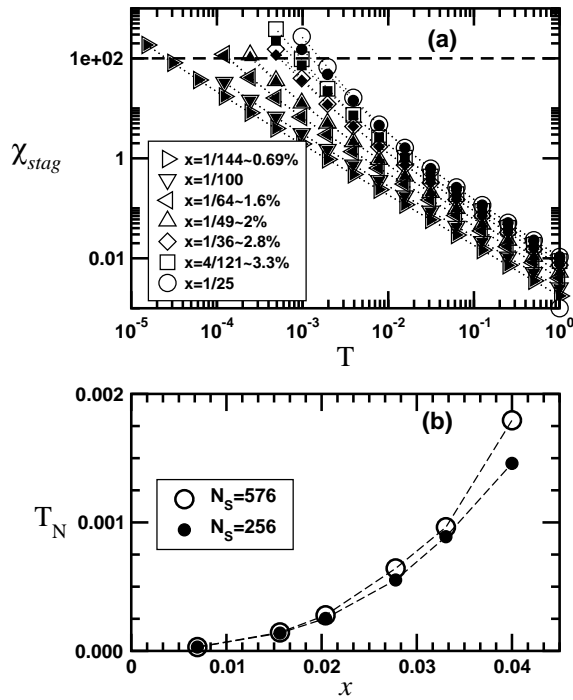 (a)
1e+02
1
0.01
χstag
x=1/144~0.69%
x=1/100
x=1/64~1.6%
x=1/49~2%
x=1/36~2.8%
x=4/121~3.3%
x=1/25
10⁻⁵ 10⁻⁴ 10⁻³ 10⁻² 10⁻¹ 10⁰
T
(b)
0.002
0.001
0.000
T_N
N_S=576
N_S=256
0 0.01 0.02 0.03 0.04
x